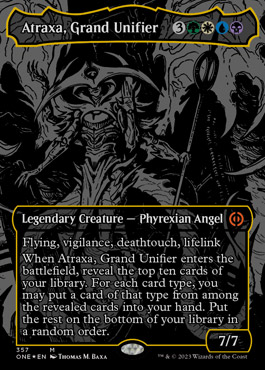 Atraxa, Grand Unifier 3
Legendary Creature — Phyrexian Angel
Flying, vigilance, deathtouch, lifelink
When Atraxa, Grand Unifier enters the
battlefield, reveal the top ten cards of
your library. For each card type, you
may put a card of that type from among
the revealed cards into your hand. Put
the rest on the bottom of your library in
a random order.
7/7
357 M
ONE ★ EN THOMAS M. BAXA
™ & © 2023 Wizards of the Coast